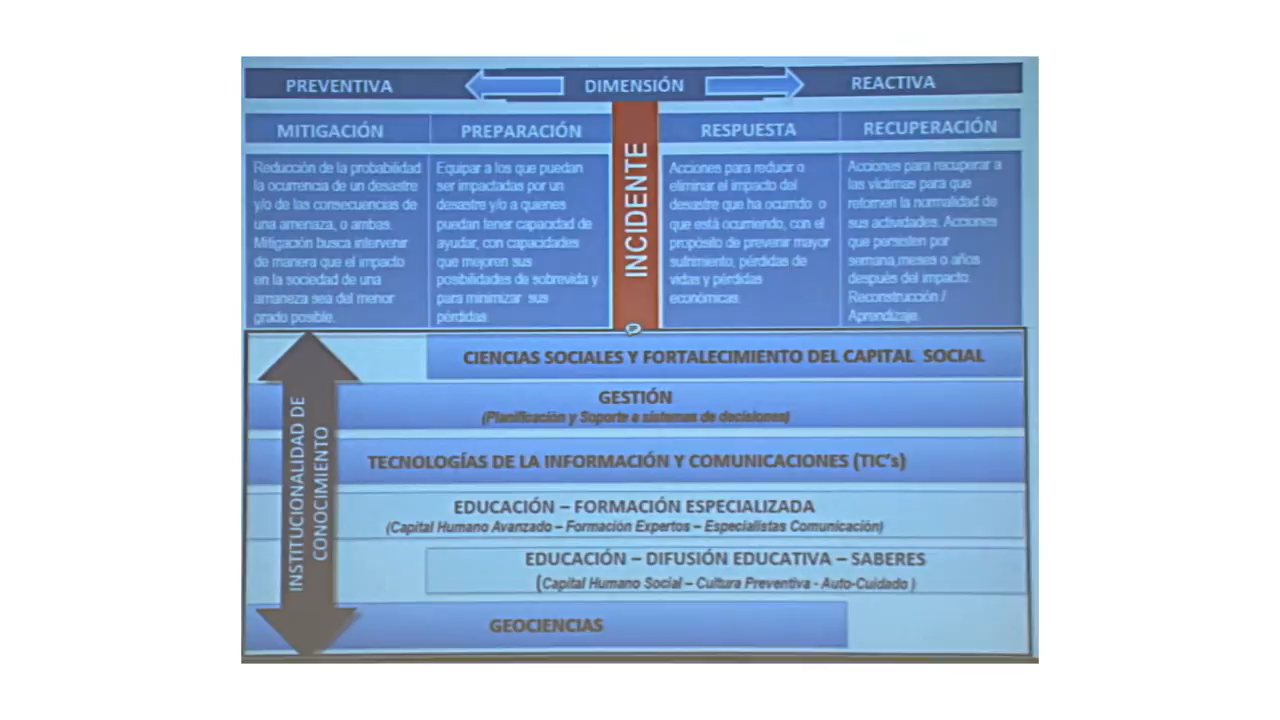 PREVENTIVA
DIMENSIÓN
REACTIVA
MITIGACIÓN
PREPARACIÓN
INCIDENTE
RESPUESTA
RECUPERACIÓN
Reducción de la probabilidad
la ocurrencia de un desastre
y/o de las consecuencias de
una amenaza, o ambas.
Mitigación busca intervenir
de manera que el impacto
en la sociedad de una
amaneza sea del menor
grado posible.
Equipar a los que puedan
ser impactadas por un
desastre y/o a quienes
puedan tener capacidad de
ayudar, con capacidades
que mejoren sus
posibilidades de sobrevida y
para minimizar sus
pérdidas
Acciones para reducir o
eliminar el impacto del
desastre que ha ocurrido o
que está ocurriendo, con el
propósito de prevenir mayor
sufrimiento, pérdidas de
vidas y pérdidas
económicas.
Acciones para recuperar a
las víctimas para que
retornen la normalidad de
sus actividades. Acciones
que persisten por
semana,meses o años
después del impacto.
Reconstrucción /
Aprendizaje.
INSTITUCIONALIDAD DE
CONOCIMIENTO
CIENCIAS SOCIALES Y FORTALECIMIENTO DEL CAPITAL SOCIAL
GESTIÓN
(Planificación y Soporte a sistemas de decisiones)
TECNOLOGÍAS DE LA INFORMACIÓN Y COMUNICACIONES (TIC's)
EDUCACIÓN – FORMACIÓN ESPECIALIZADA
(Capital Humano Avanzado – Formación Expertos – Especialistas Comunicación)
EDUCACIÓN – DIFUSIÓN EDUCATIVA – SABERES
(Capital Humano Social – Cultura Preventiva - Auto-Cuidado )
GEOCIENCIAS